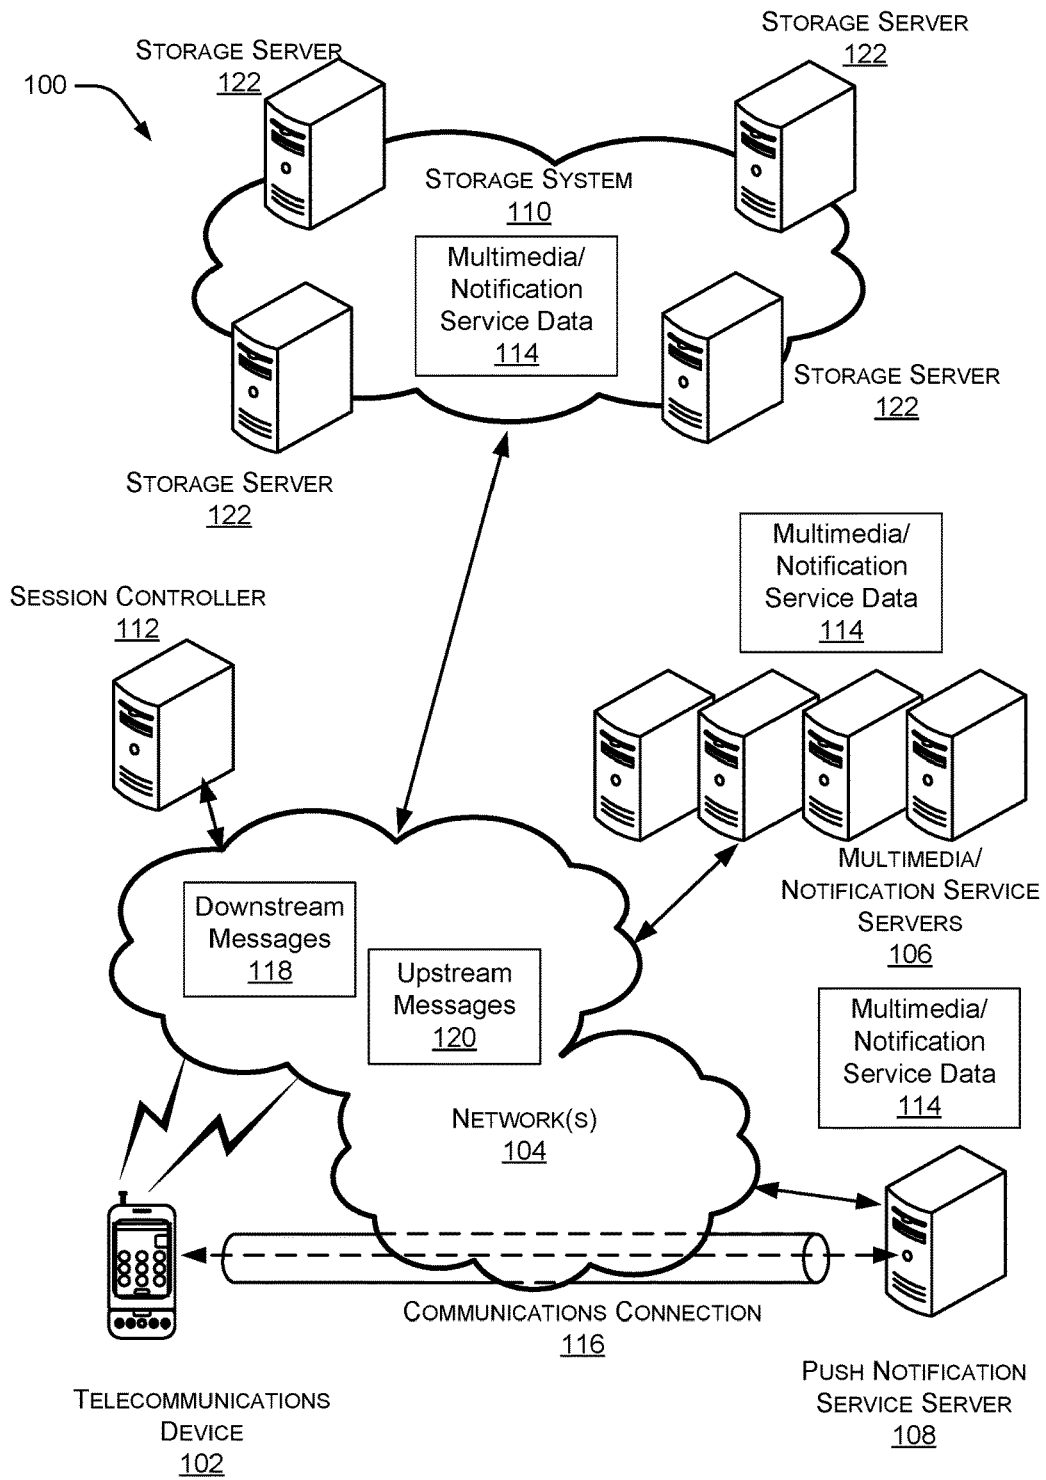 STORAGE SERVER
122
STORAGE SERVER
122
100
STORAGE SYSTEM
110
Multimedia/
Notification
Service Data
114
STORAGE SERVER
122
STORAGE SERVER
122
Multimedia/
Notification
Service Data
114
SESSION CONTROLLER
112
MULTIMEDIA/
NOTIFICATION SERVICE
SERVERS
106
Downstream
Messages
118
Upstream
Messages
120
Multimedia/
Notification
Service Data
114
NETWORK(S)
104
COMMUNICATIONS CONNECTION
116
TELECOMMUNICATIONS
DEVICE
102
PUSH NOTIFICATION
SERVICE SERVER
108